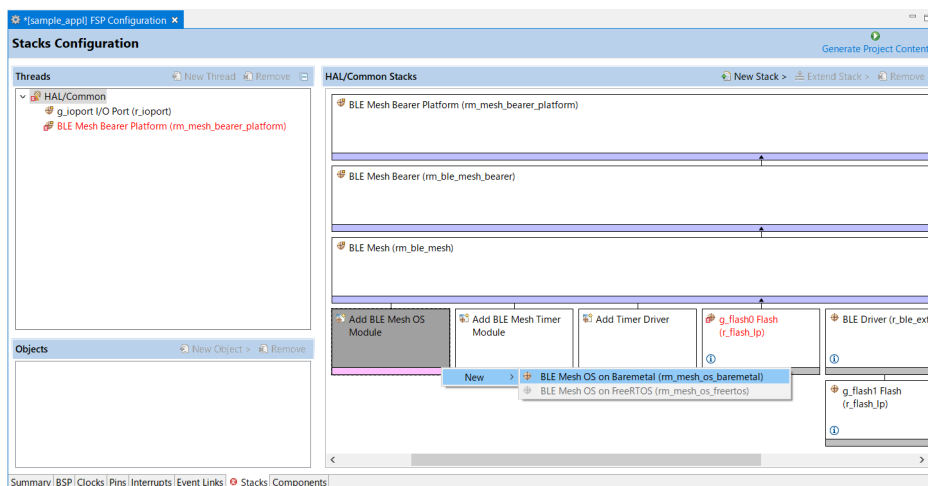 *[sample_appl] FSP Configuration
Stacks Configuration
Generate Project Content
Threads
New Thread
Remove
HAL/Common
g_ioport I/O Port (r_ioport)
BLE Mesh Bearer Platform (rm_mesh_bearer_platform)
Objects
New Object >
Remove
HAL/Common Stacks
New Stack >
Extend Stack >
Remove
BLE Mesh Bearer Platform (rm_mesh_bearer_platform)
BLE Mesh Bearer (rm_ble_mesh_bearer)
BLE Mesh (rm_ble_mesh)
Add BLE Mesh OS
Module
Add BLE Mesh Timer
Module
Add Timer Driver
g_flash0 Flash
(r_flash_lp)
BLE Driver (r_ble_ext
New >
BLE Mesh OS on Baremetal (rm_mesh_os_baremetal)
BLE Mesh OS on FreeRTOS (rm_mesh_os_freertos)
g_flash1 Flash
(r_flash_lp)
Summary BSP Clocks Pins Interrupts Event Links Stacks Components